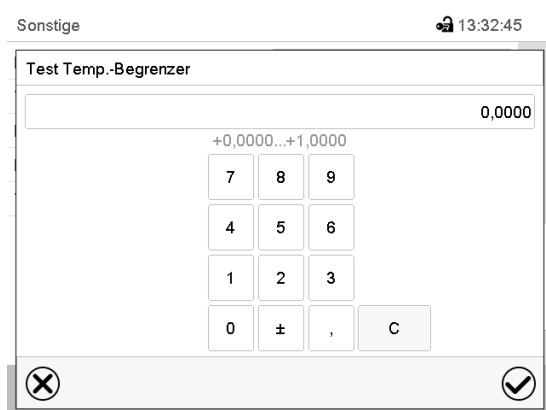 Sonstige 13:32:45
Test Temp.-Begrenzer
0,0000
+0,0000...+1,0000
7 8 9
4 5 6
1 2 3
0 ± , C